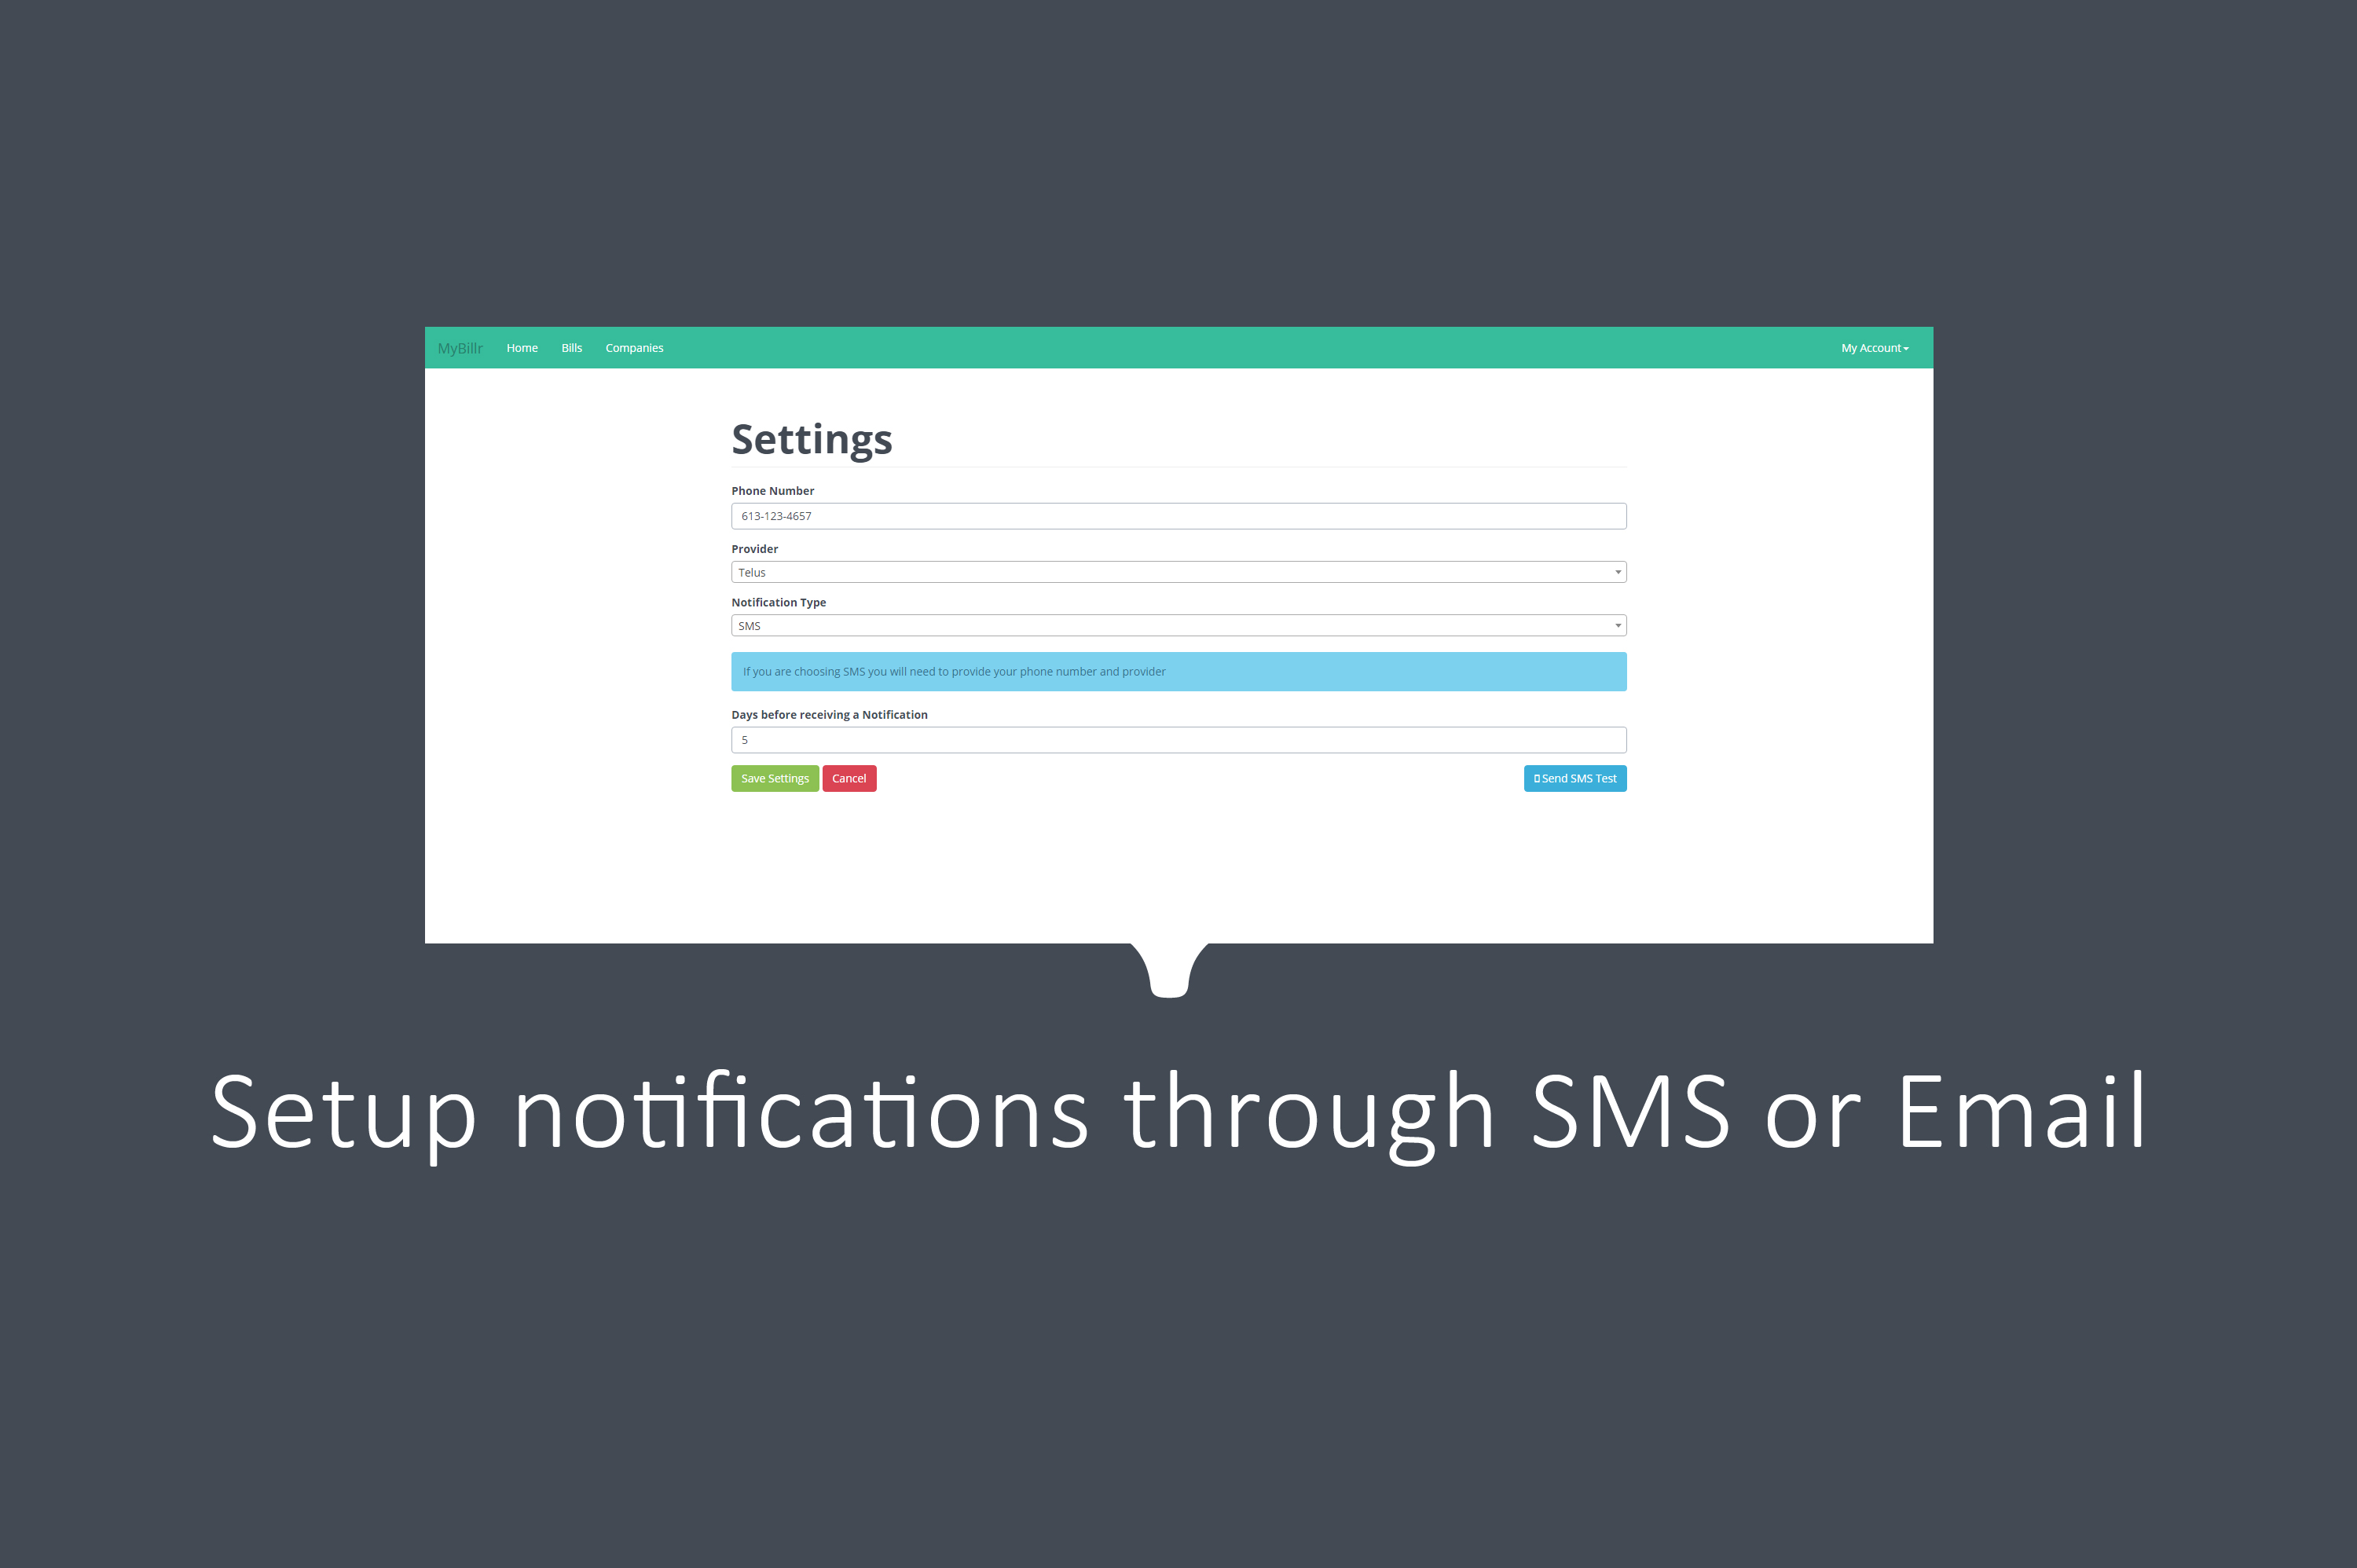 MyBillr Home Bills Companies My Account
Settings
Phone Number
613-123-4657
Provider
Telus
Notification Type
SMS
If you are choosing SMS you will need to provide your phone number and provider
Days before receiving a Notification
5
Save Settings Cancel Send SMS Test
Setup notifications through SMS or Email